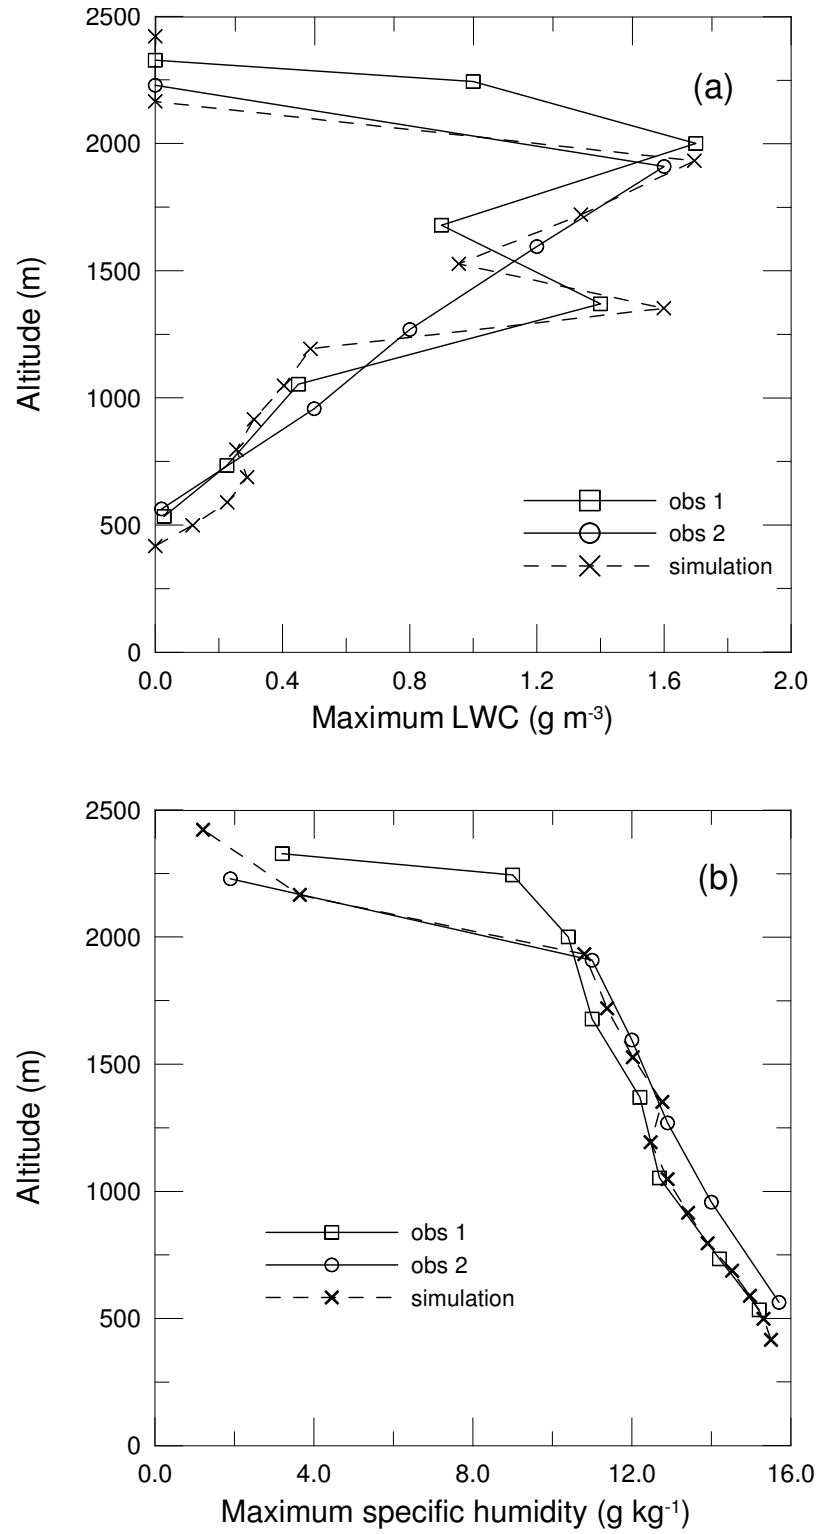 2500
(a)
2000
1500
Altitude (m)
1000
obs 1
500
obs 2
simulation
0
0.0 0.4 0.8 1.2 1.6 2.0
Maximum LWC (g m⁻³)
2500
(b)
2000
1500
Altitude (m)
1000
obs 1
obs 2
simulation
500
0
0.0 4.0 8.0 12.0 16.0
Maximum specific humidity (g kg⁻¹)